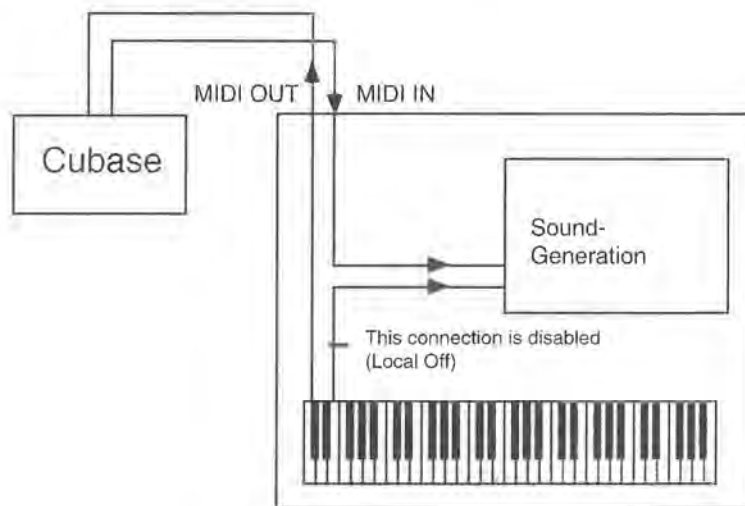 MIDI OUT
MIDI IN
Cubase
Sound-
Generation
This connection is disabled
(Local Off)